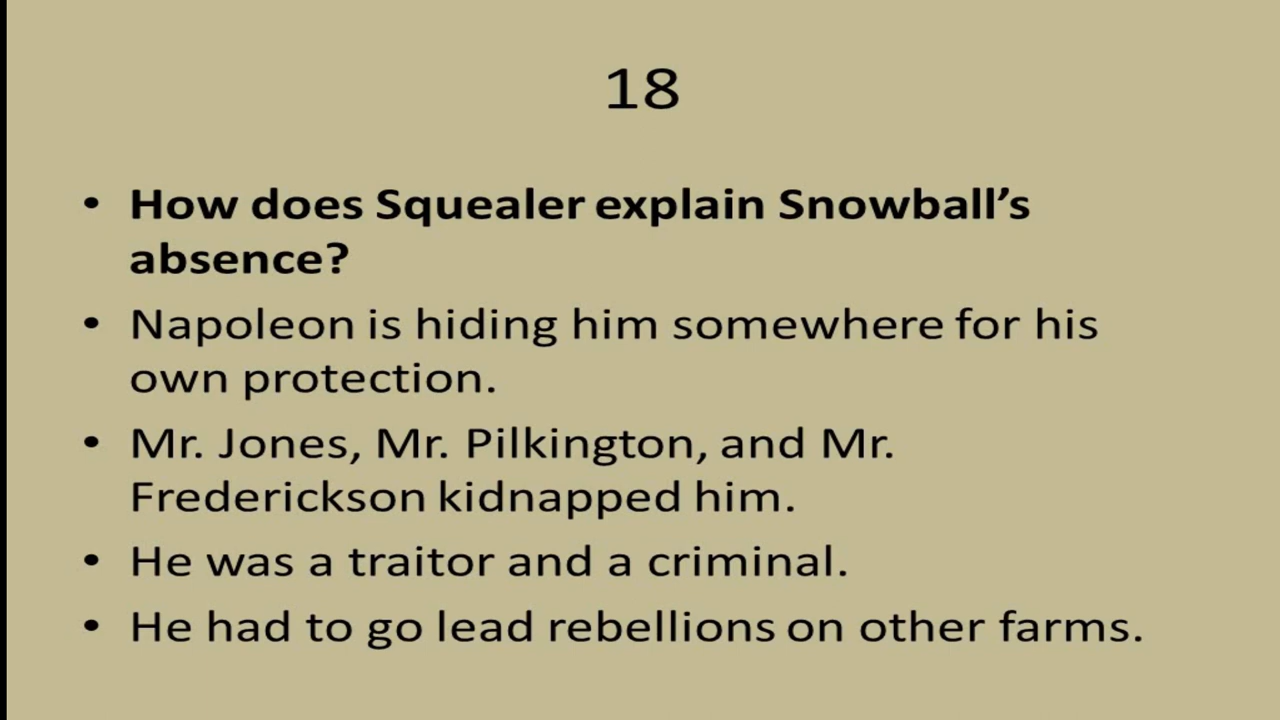 18
• How does Squealer explain Snowball’s
absence?
• Napoleon is hiding him somewhere for his
own protection.
• Mr. Jones, Mr. Pilkington, and Mr.
Frederickson kidnapped him.
• He was a traitor and a criminal.
• He had to go lead rebellions on other farms.